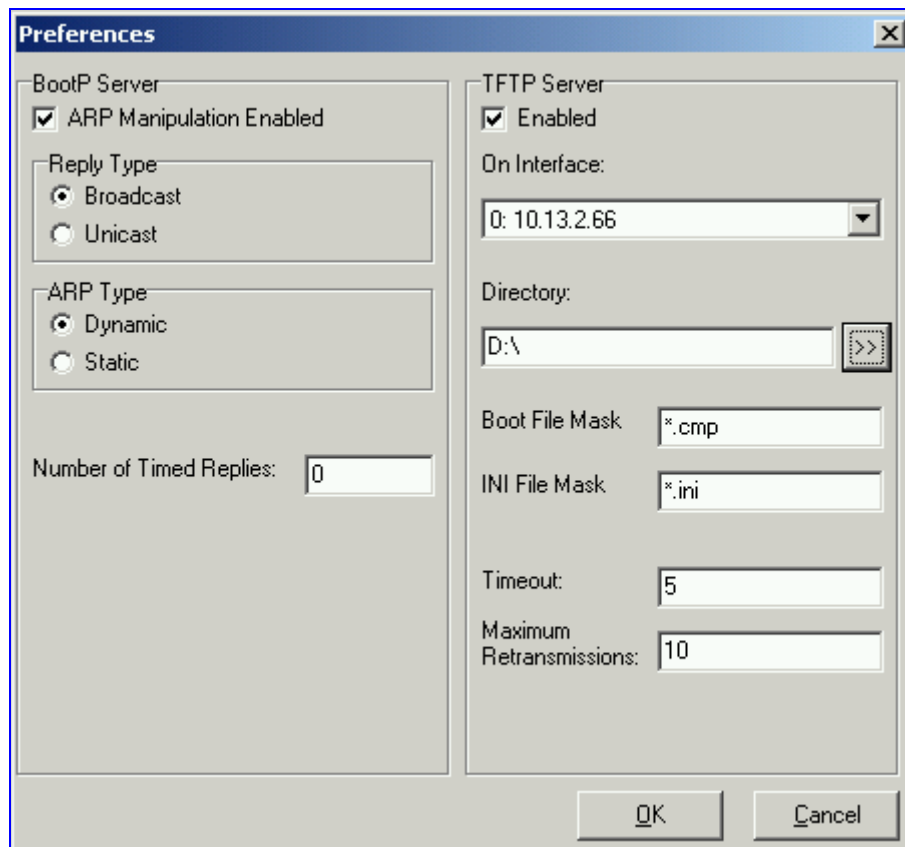 Preferences
BootP Server
ARP Manipulation Enabled
Reply Type
Broadcast
Unicast
ARP Type
Dynamic
Static
Number of Timed Replies: 0
TFTP Server
Enabled
On Interface:
0: 10.13.2.66
Directory:
D:\
>>
Boot File Mask *.cmp
INI File Mask *.ini
Timeout: 5
Maximum
Retransmissions: 10
OK Cancel